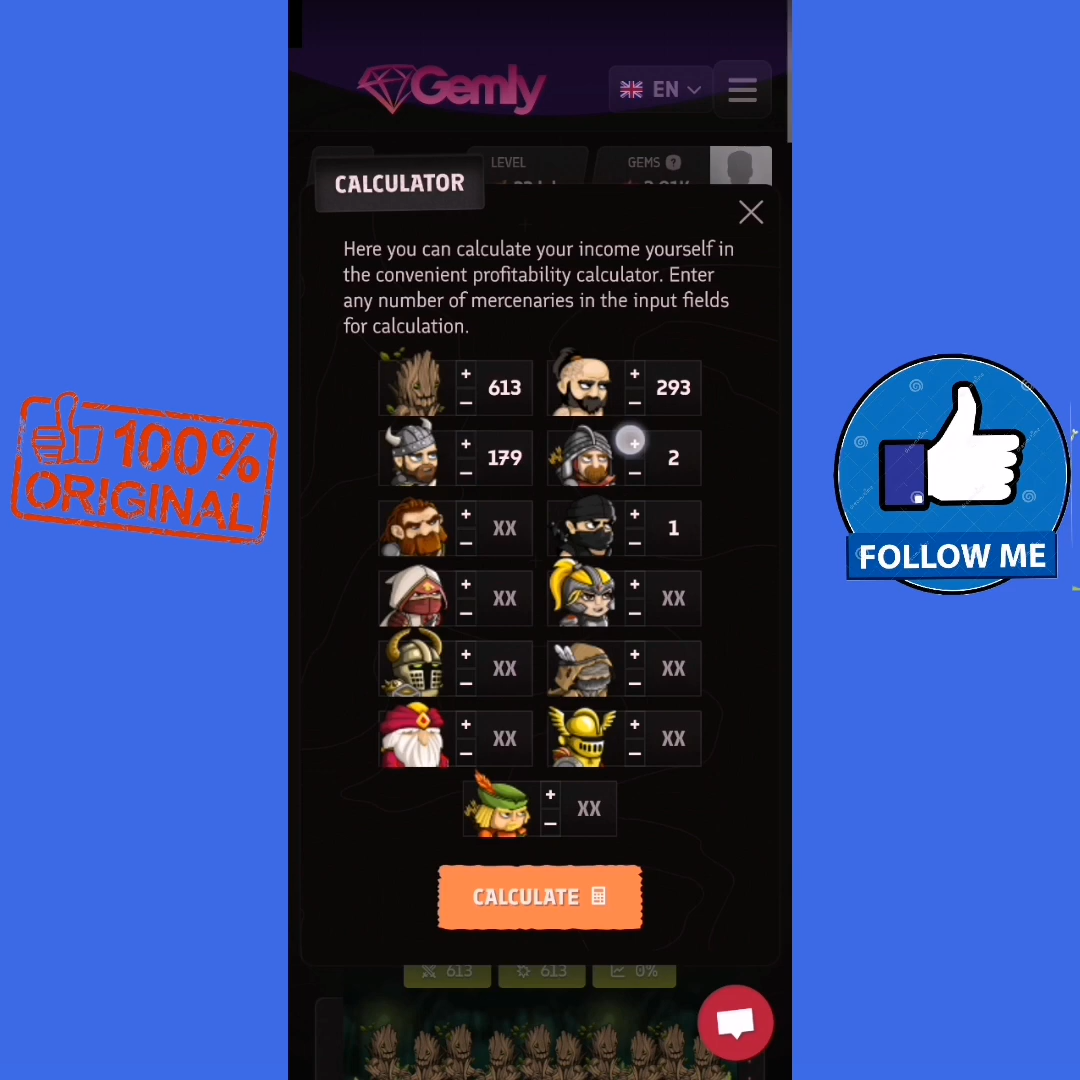 Gemly
EN
LEVEL
GEMS ?
CALCULATOR
Here you can calculate your income yourself in
the convenient profitability calculator. Enter
any number of mercenaries in the input fields
for calculation.
+ 613
−
+ 293
−
+ 179
−
+ 2
−
+ XX
−
+ 1
−
+ XX
−
+ XX
−
+ XX
−
+ XX
−
+ XX
−
+ XX
−
+ XX
−
CALCULATE
613 613 0%
100%
ORIGINAL
FOLLOW ME